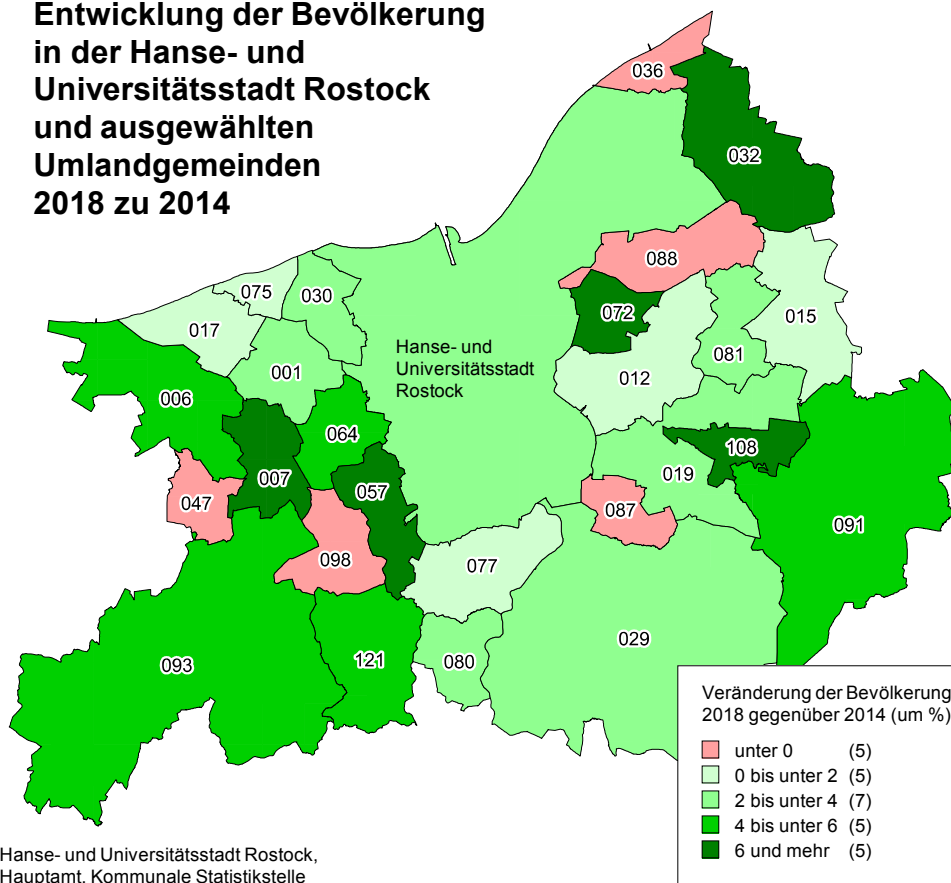 Entwicklung der Bevölkerung
in der Hanse- und
Universitätsstadt Rostock
und ausgewählten
Umlandgemeinden
2018 zu 2014
036
032
088
075
030
072
015
017
081
Hanse- und
Universitätsstadt
Rostock
001
012
006
064
108
007
019
057
047
087
091
098
077
029
093
121
080
Veränderung der Bevölkerung
2018 gegenüber 2014 (um %)
unter 0 (5)
0 bis unter 2 (5)
2 bis unter 4 (7)
4 bis unter 6 (5)
6 und mehr (5)
Hanse- und Universitätsstadt Rostock,
Hauptamt, Kommunale Statistikstelle